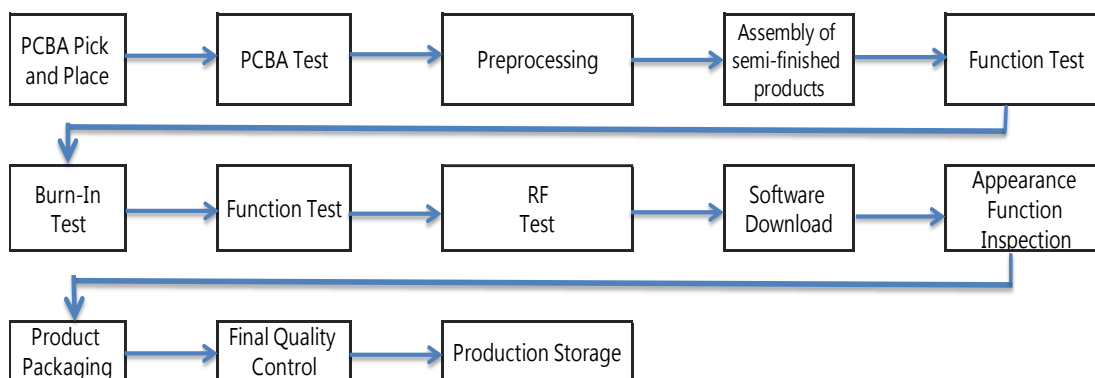 PCBA Pick
and Place
PCBA Test
Preprocessing
Assembly of
semi-finished
products
Function Test
Burn-In
Test
Function Test
RF
Test
Software
Download
Appearance
Function
Inspection
Product
Packaging
Final Quality
Control
Production Storage